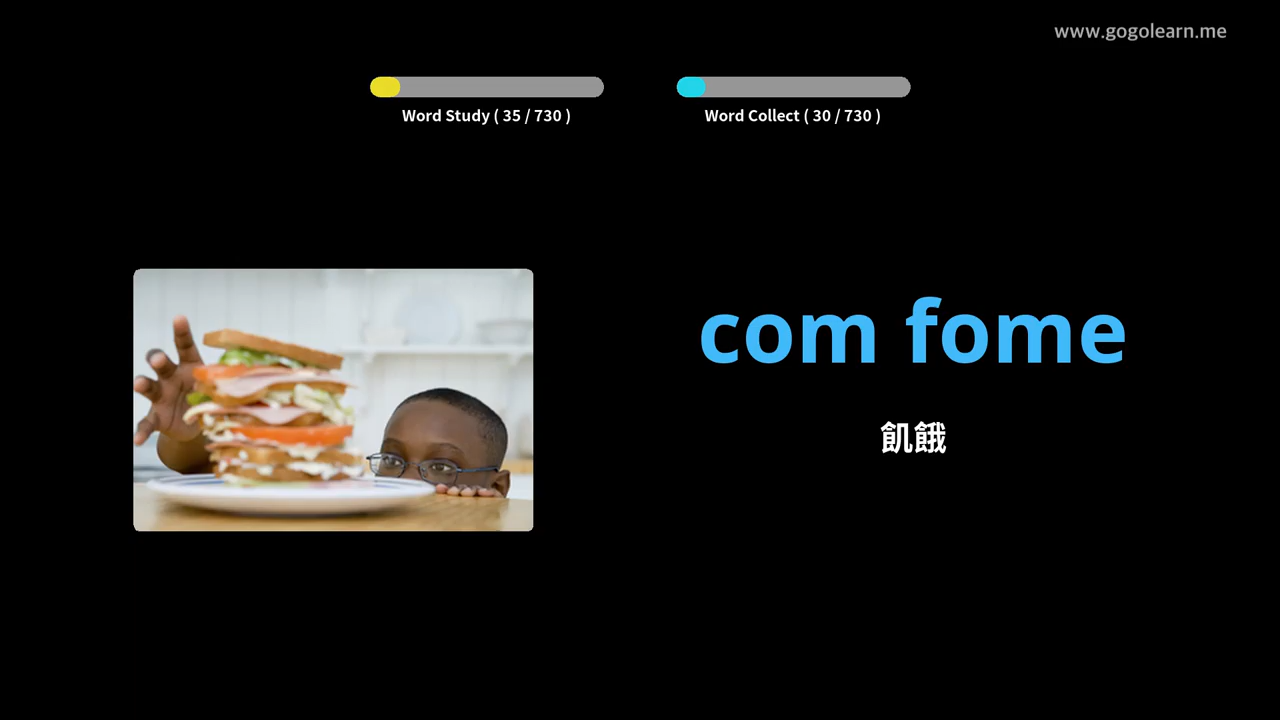 www.gogolearn.me
Word Study ( 35 / 730 )
Word Collect ( 30 / 730 )
com fome
飢餓